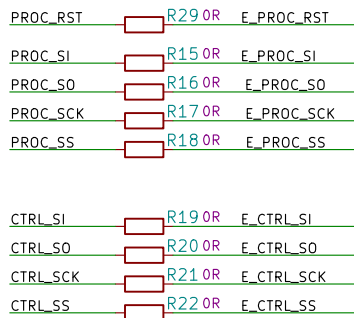 PROC_RST R29 0R E_PROC_RST
PROC_SI R15 0R E_PROC_SI
PROC_SO R16 0R E_PROC_SO
PROC_SCK R17 0R E_PROC_SCK
PROC_SS R18 0R E_PROC_SS
CTRL_SI R19 0R E_CTRL_SI
CTRL_SO R20 0R E_CTRL_SO
CTRL_SCK R21 0R E_CTRL_SCK
CTRL_SS R22 0R E_CTRL_SS